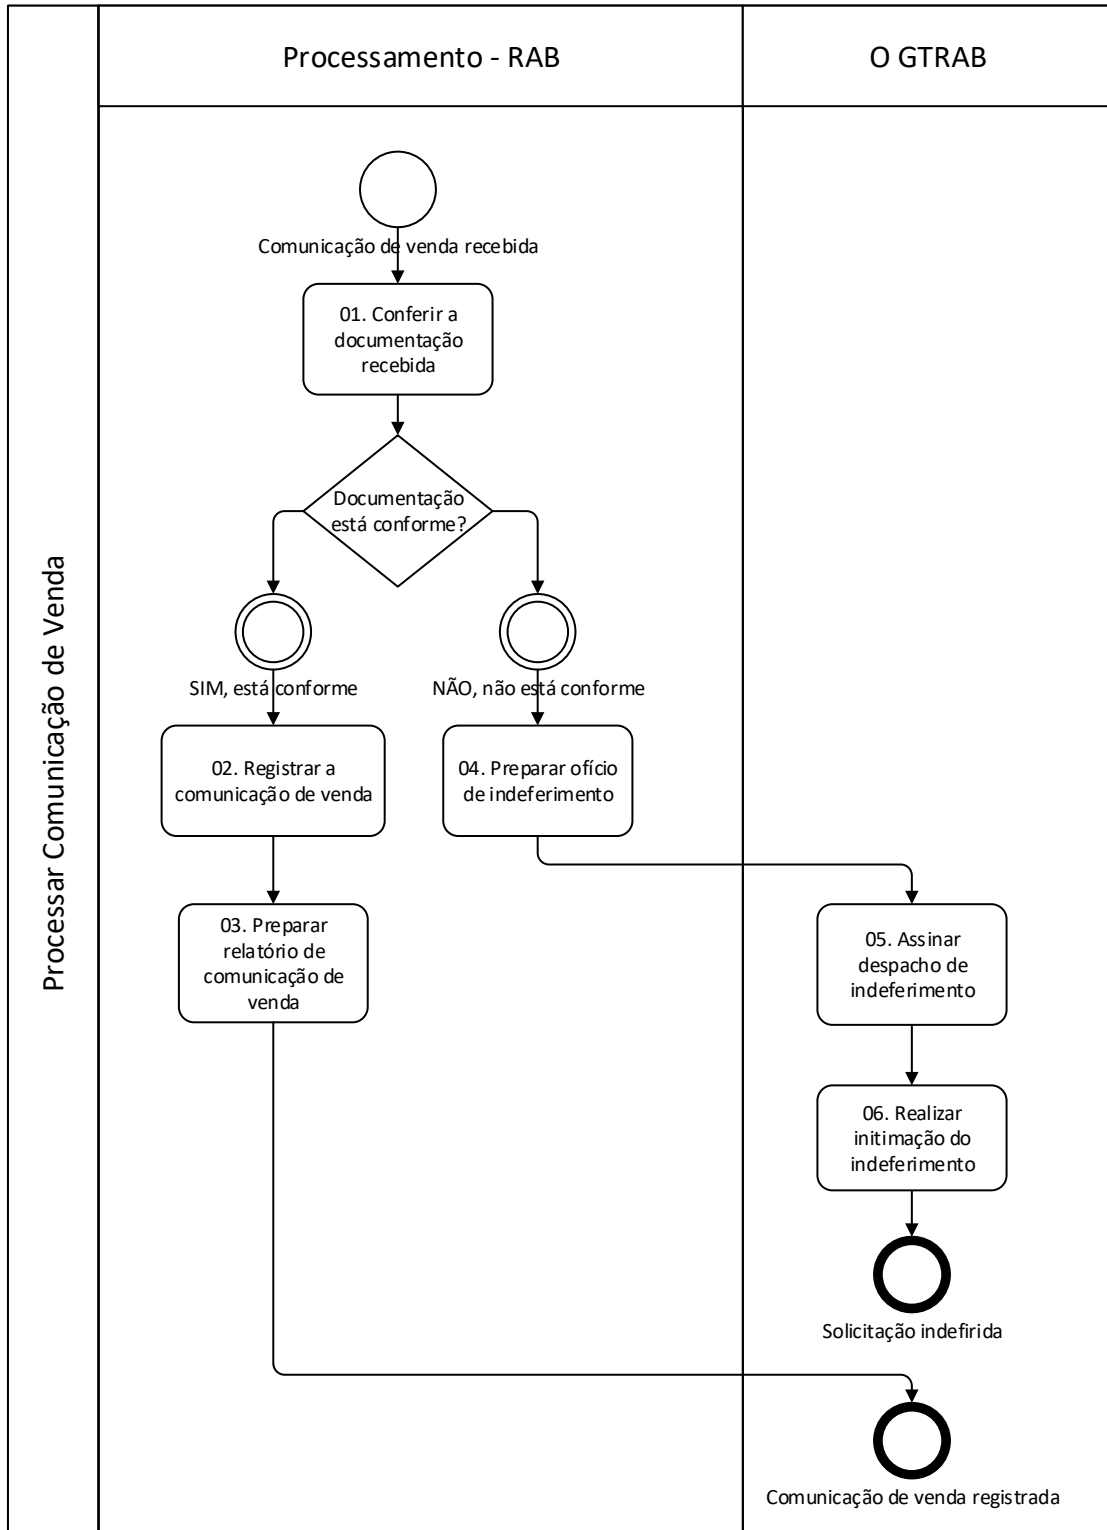 Processar Comunicação de Venda
Processamento - RAB
O GTRAB
Comunicação de venda recebida
01. Conferir a
documentação
recebida
Documentação
está conforme?
SIM, está conforme
NÃO, não está conforme
02. Registrar a
comunicação de venda
04. Preparar ofício
de indeferimento
03. Preparar
relatório de
comunicação de
venda
05. Assinar
despacho de
indeferimento
06. Realizar
initimação do
indeferimento
Solicitação indefirida
Comunicação de venda registrada